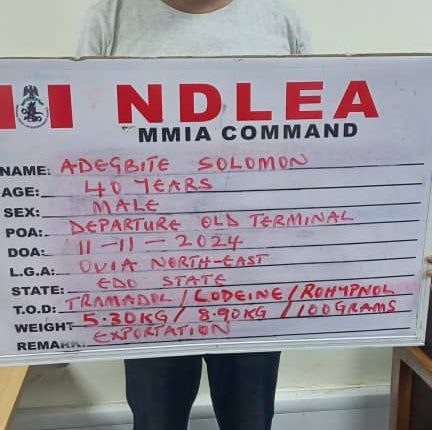 NDLEA
MMIA COMMAND
NAME: ADEGBITE SOLOMON
AGE: 40 YEARS
SEX: MALE
POA: DEPARTURE OLD TERMINAL
DOA: 11-11-2024
L.G.A: OVIA NORTH-EAST
STATE: EDO STATE
T.O.D: TRAMADOL / CODEINE / ROHYPNOL
WEIGHT 5.30KG / 8.90KG / 100GRAMS
REMARK: EXPORTATION